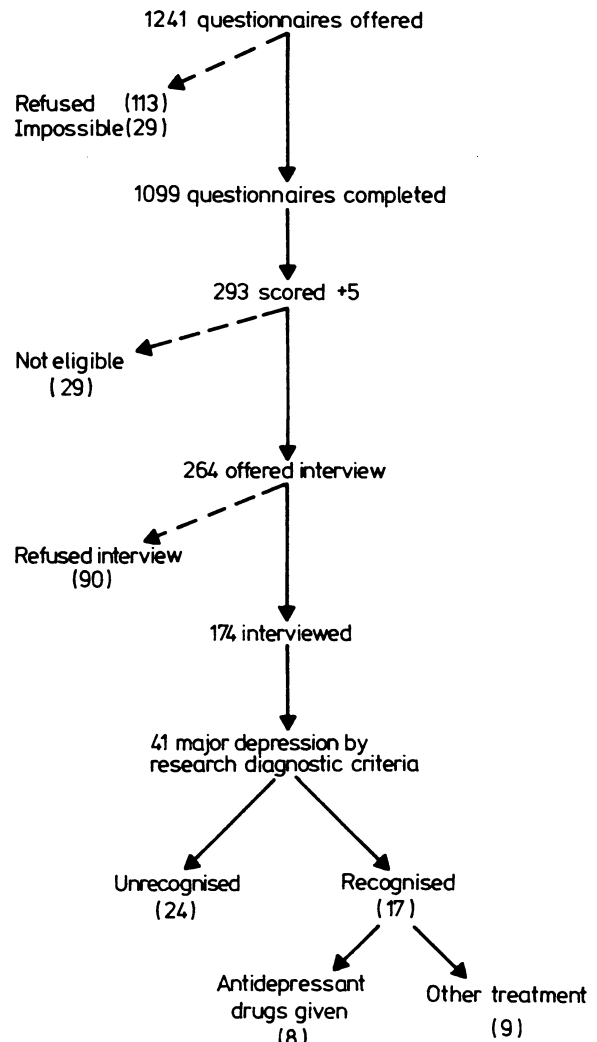 1241 questionnaires offered
Refused (113)
Impossible (29)
1099 questionnaires completed
293 scored +5
Not eligible
(29)
264 offered interview
Refused interview
(90)
174 interviewed
41 major depression by
research diagnostic criteria
Unrecognised
(24)
Recognised
(17)
Antidepressant
drugs given
(8)
Other treatment
(9)